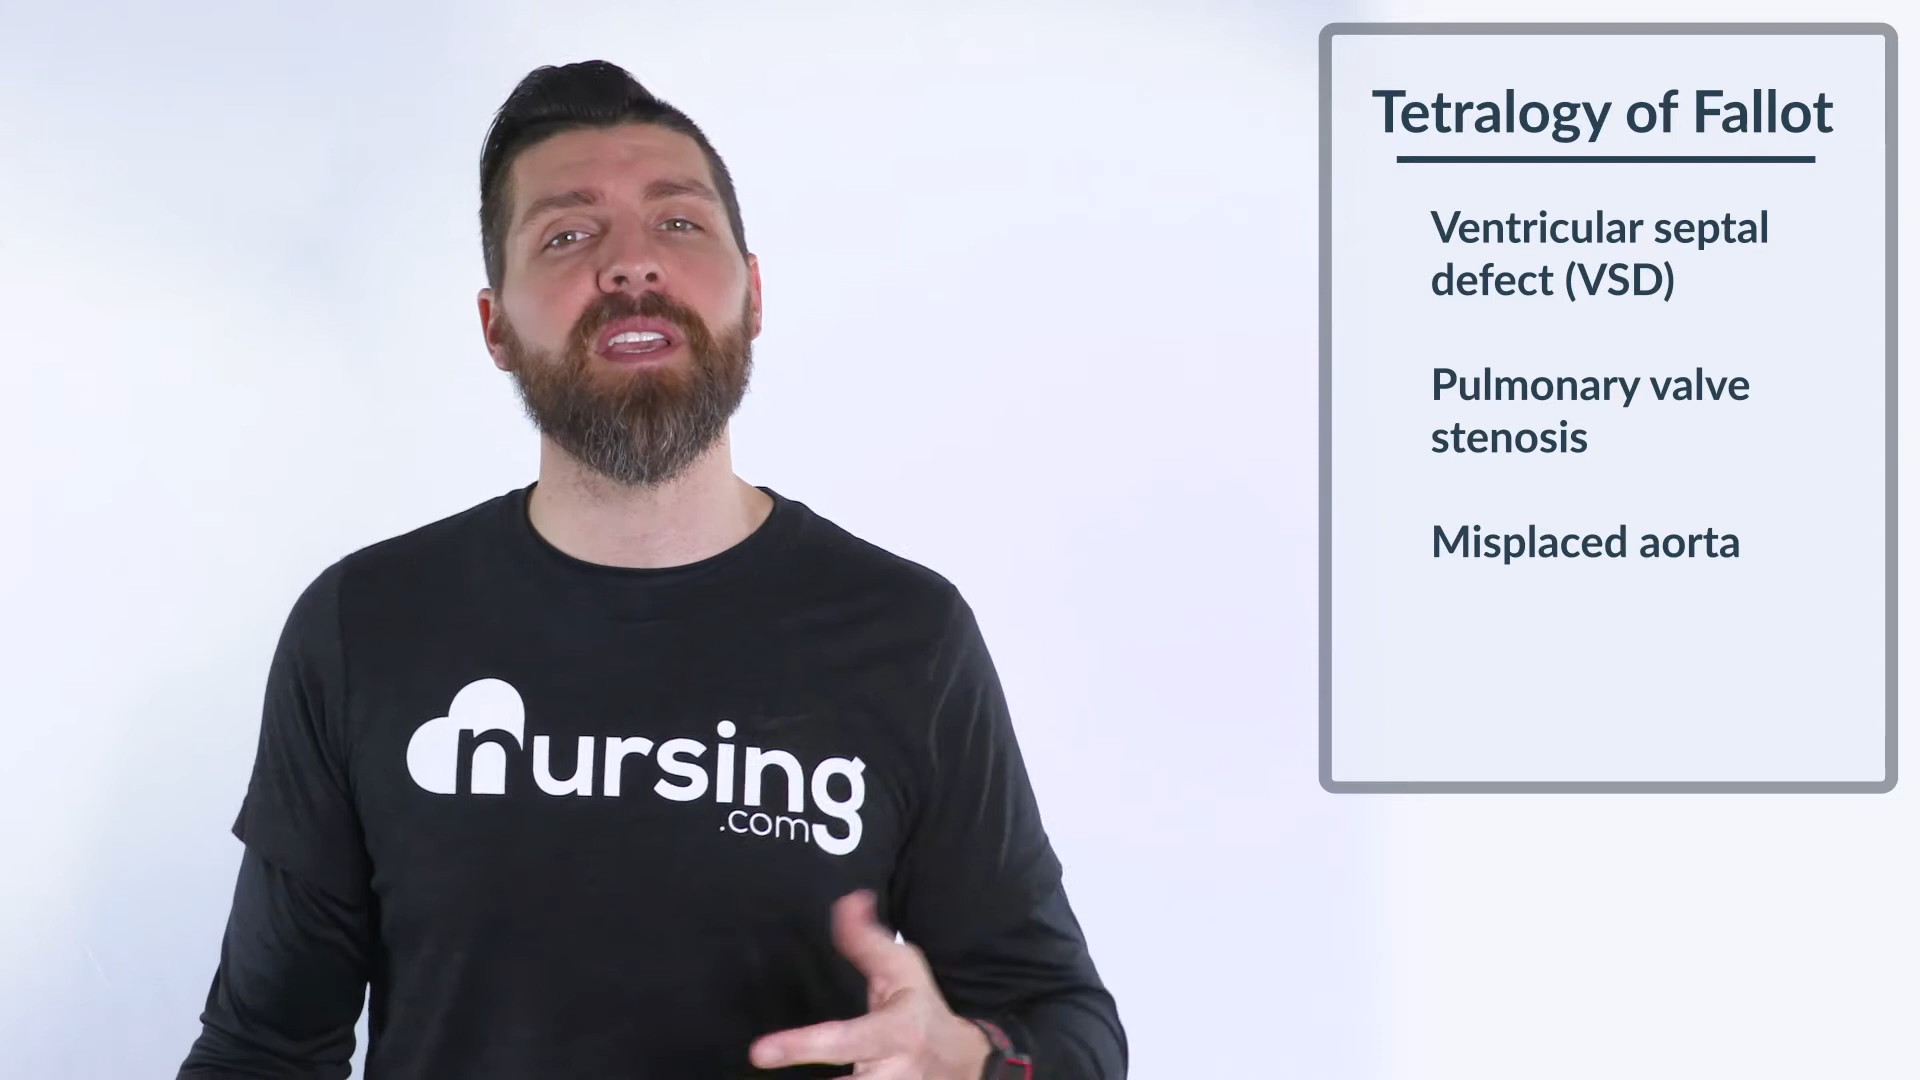 Tetralogy of Fallot
Ventricular septal
defect (VSD)
Pulmonary valve
stenosis
Misplaced aorta
nursing
.com